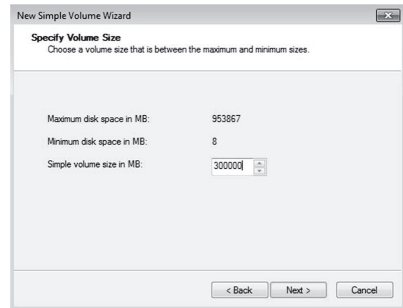 New Simple Volume Wizard
Specify Volume Size
Choose a volume size that is between the maximum and minimum sizes.
Maximum disk space in MB: 953867
Minimum disk space in MB: 8
Simple volume size in MB: 300000
< Back Next > Cancel